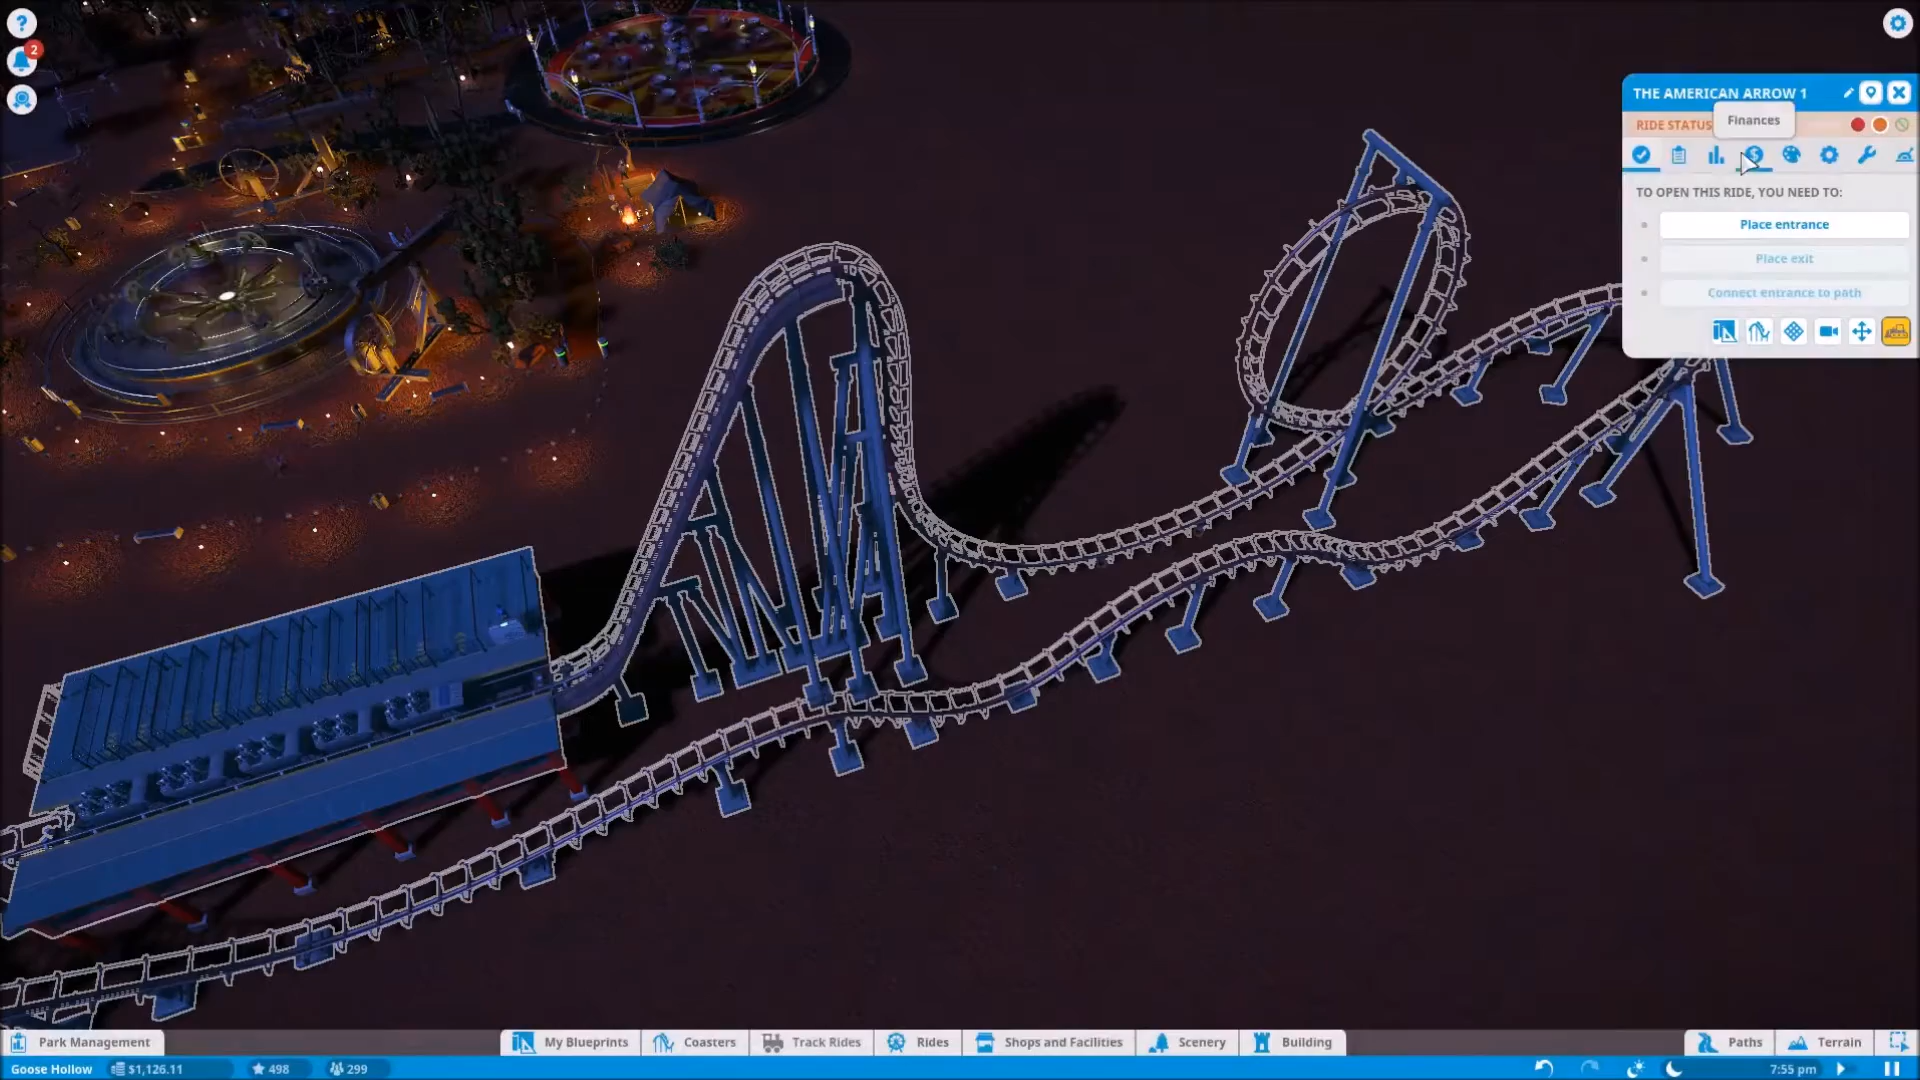 ?
2
THE AMERICAN ARROW 1
RIDE STATUS
Finances
TO OPEN THIS RIDE, YOU NEED TO:
Place entrance
Place exit
Connect entrance to path
Park Management
My Blueprints
Coasters
Track Rides
Rides
Shops and Facilities
Scenery
Building
Paths
Terrain
Goose Hollow
$1,126.11
498
299
7:55 pm